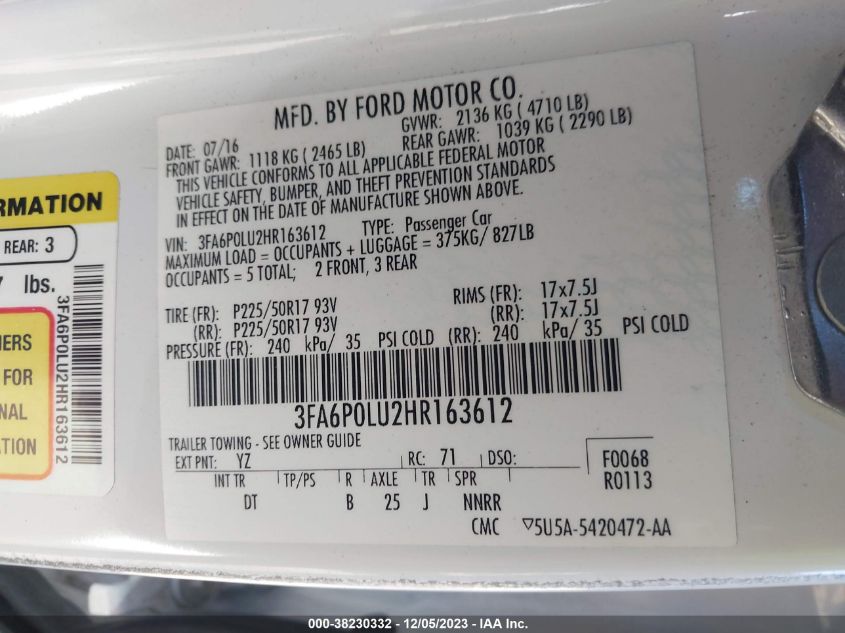 MFD. BY FORD MOTOR CO.
DATE: 07/16 GVWR: 2136 KG ( 4710 LB)
FRONT GAWR: 1118 KG ( 2465 LB) REAR GAWR: 1039 KG ( 2290 LB)
THIS VEHICLE CONFORMS TO ALL APPLICABLE FEDERAL MOTOR
VEHICLE SAFETY, BUMPER, AND THEFT PREVENTION STANDARDS
IN EFFECT ON THE DATE OF MANUFACTURE SHOWN ABOVE.
VIN: 3FA6P0LU2HR163612 TYPE: Passenger Car
MAXIMUM LOAD = OCCUPANTS + LUGGAGE = 375KG/ 827LB
OCCUPANTS = 5 TOTAL; 2 FRONT, 3 REAR
TIRE (FR): P225/50R17 93V RIMS (FR): 17x7.5J
(RR): P225/50R17 93V (RR): 17x7.5J
PRESSURE (FR): 240 kPa/ 35 PSI COLD (RR): 240 kPa/ 35 PSI COLD
3FA6P0LU2HR163612
TRAILER TOWING - SEE OWNER GUIDE
EXT PNT: YZ RC: 71 DSO: F0068
INT TR TP/PS R AXLE TR SPR R0113
DT B 25 J NNRR
CMC ▽5U5A-5420472-AA
RMATION
REAR: 3
7 lbs.
3FA6P0LU2HR163612
FOR
000-38230332 - 12/05/2023 - IAA Inc.